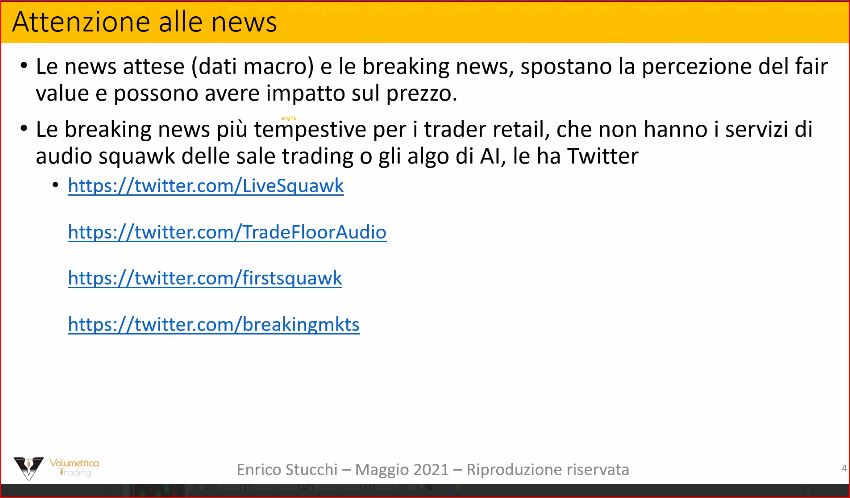 Attenzione alle news
• Le news attese (dati macro) e le breaking news, spostano la percezione del fair
value e possono avere impatto sul prezzo.
• Le breaking news più tempestive per i trader retail, che non hanno i servizi di
audio squawk delle sale trading o gli algo di AI, le ha Twitter
• https://twitter.com/LiveSquawk
https://twitter.com/TradeFloorAudio
https://twitter.com/firstsquawk
https://twitter.com/breakingmkts
Volumetrica
trading
Enrico Stucchi – Maggio 2021 – Riproduzione riservata
4